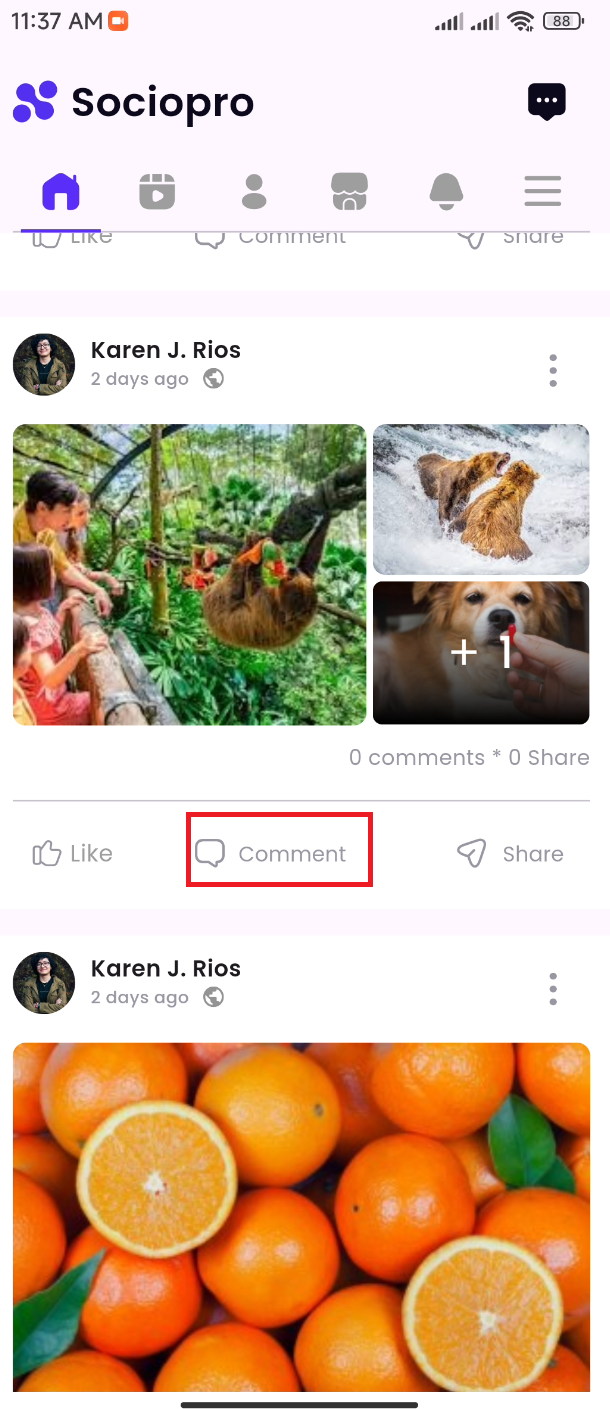 11:37 AM 88
Sociopro
Like Comment Share
Karen J. Rios
2 days ago
+ 1
0 comments * 0 Share
Like Comment Share
Karen J. Rios
2 days ago